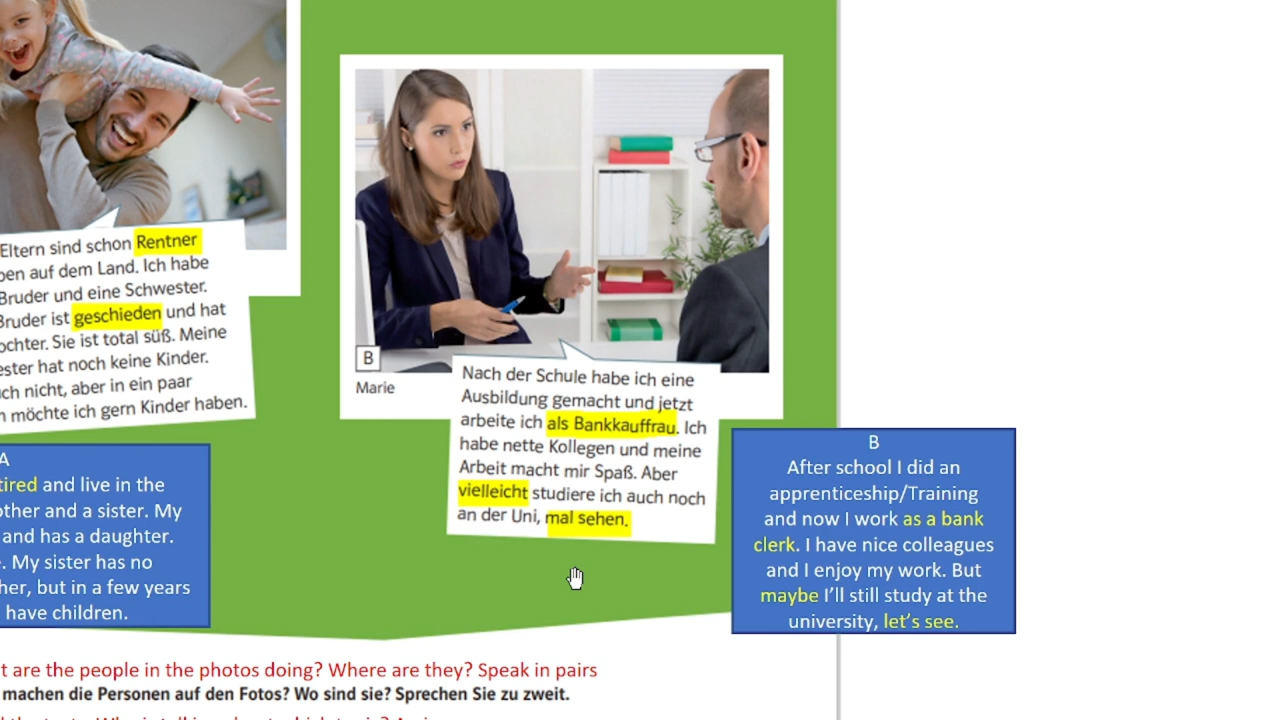 Eltern sind schon Rentner
ben auf dem Land. Ich habe
Bruder und eine Schwester.
Bruder ist geschieden und hat
ochter. Sie ist total süß. Meine
ester hat noch keine Kinder.
uch nicht, aber in ein paar
n möchte ich gern Kinder haben.
B
Marie
Nach der Schule habe ich eine
Ausbildung gemacht und jetzt
arbeite ich als Bankkauffrau. Ich
habe nette Kollegen und meine
Arbeit macht mir Spaß. Aber
vielleicht studiere ich auch noch
an der Uni, mal sehen.
A
tired and live in the
other and a sister. My
and has a daughter.
. My sister has no
her, but in a few years
have children.
B
After school I did an
apprenticeship/Training
and now I work as a bank
clerk. I have nice colleagues
and I enjoy my work. But
maybe I'll still study at the
university, let's see.
t are the people in the photos doing? Where are they? Speak in pairs
machen die Personen auf den Fotos? Wo sind sie? Sprechen Sie zu zweit.